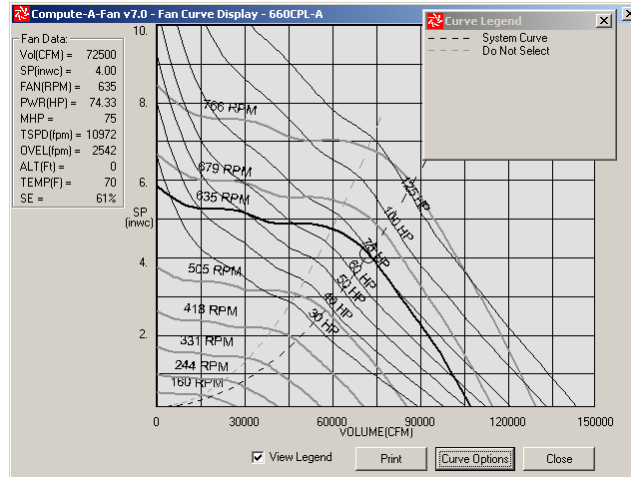 Compute-A-Fan v7.0 - Fan Curve Display - 660CPL-A
Fan Data:
Vol(CFM) = 72500
SP(inwc) = 4.00
FAN(RPM) = 635
PWR(HP) = 74.33
MHP = 75
TSPD(fpm) = 10972
OVEL(fpm) = 2542
ALT(Ft) = 0
TEMP(F) = 70
SE = 61%
Curve Legend
System Curve
Do Not Select
10.
8.
6.
SP
(inwc)
4.
2.
766 RPM
679 RPM
635 RPM
505 RPM
418 RPM
331 RPM
244 RPM
160 RPM
125 HP
100 HP
75 HP
60 HP
50 HP
40 HP
30 HP
0 30000 60000 90000 120000 150000
VOLUME(CFM)
View Legend
Print
Curve Options
Close